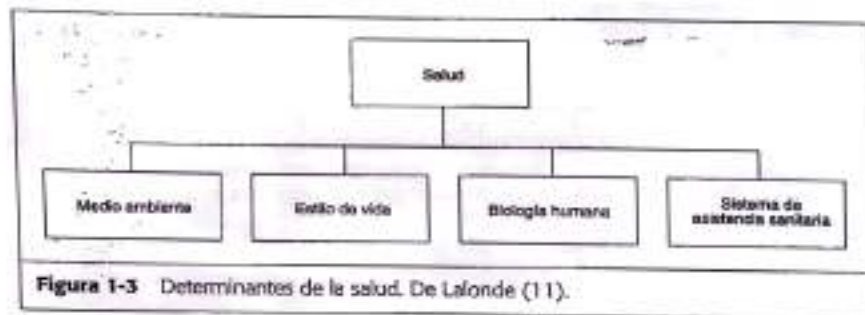 Salud
Medio ambiente
Estilo de vida
Biología humana
Sistema de
asistencia sanitaria
Figura 1-3 Determinantes de la salud. De Lalonde (11).